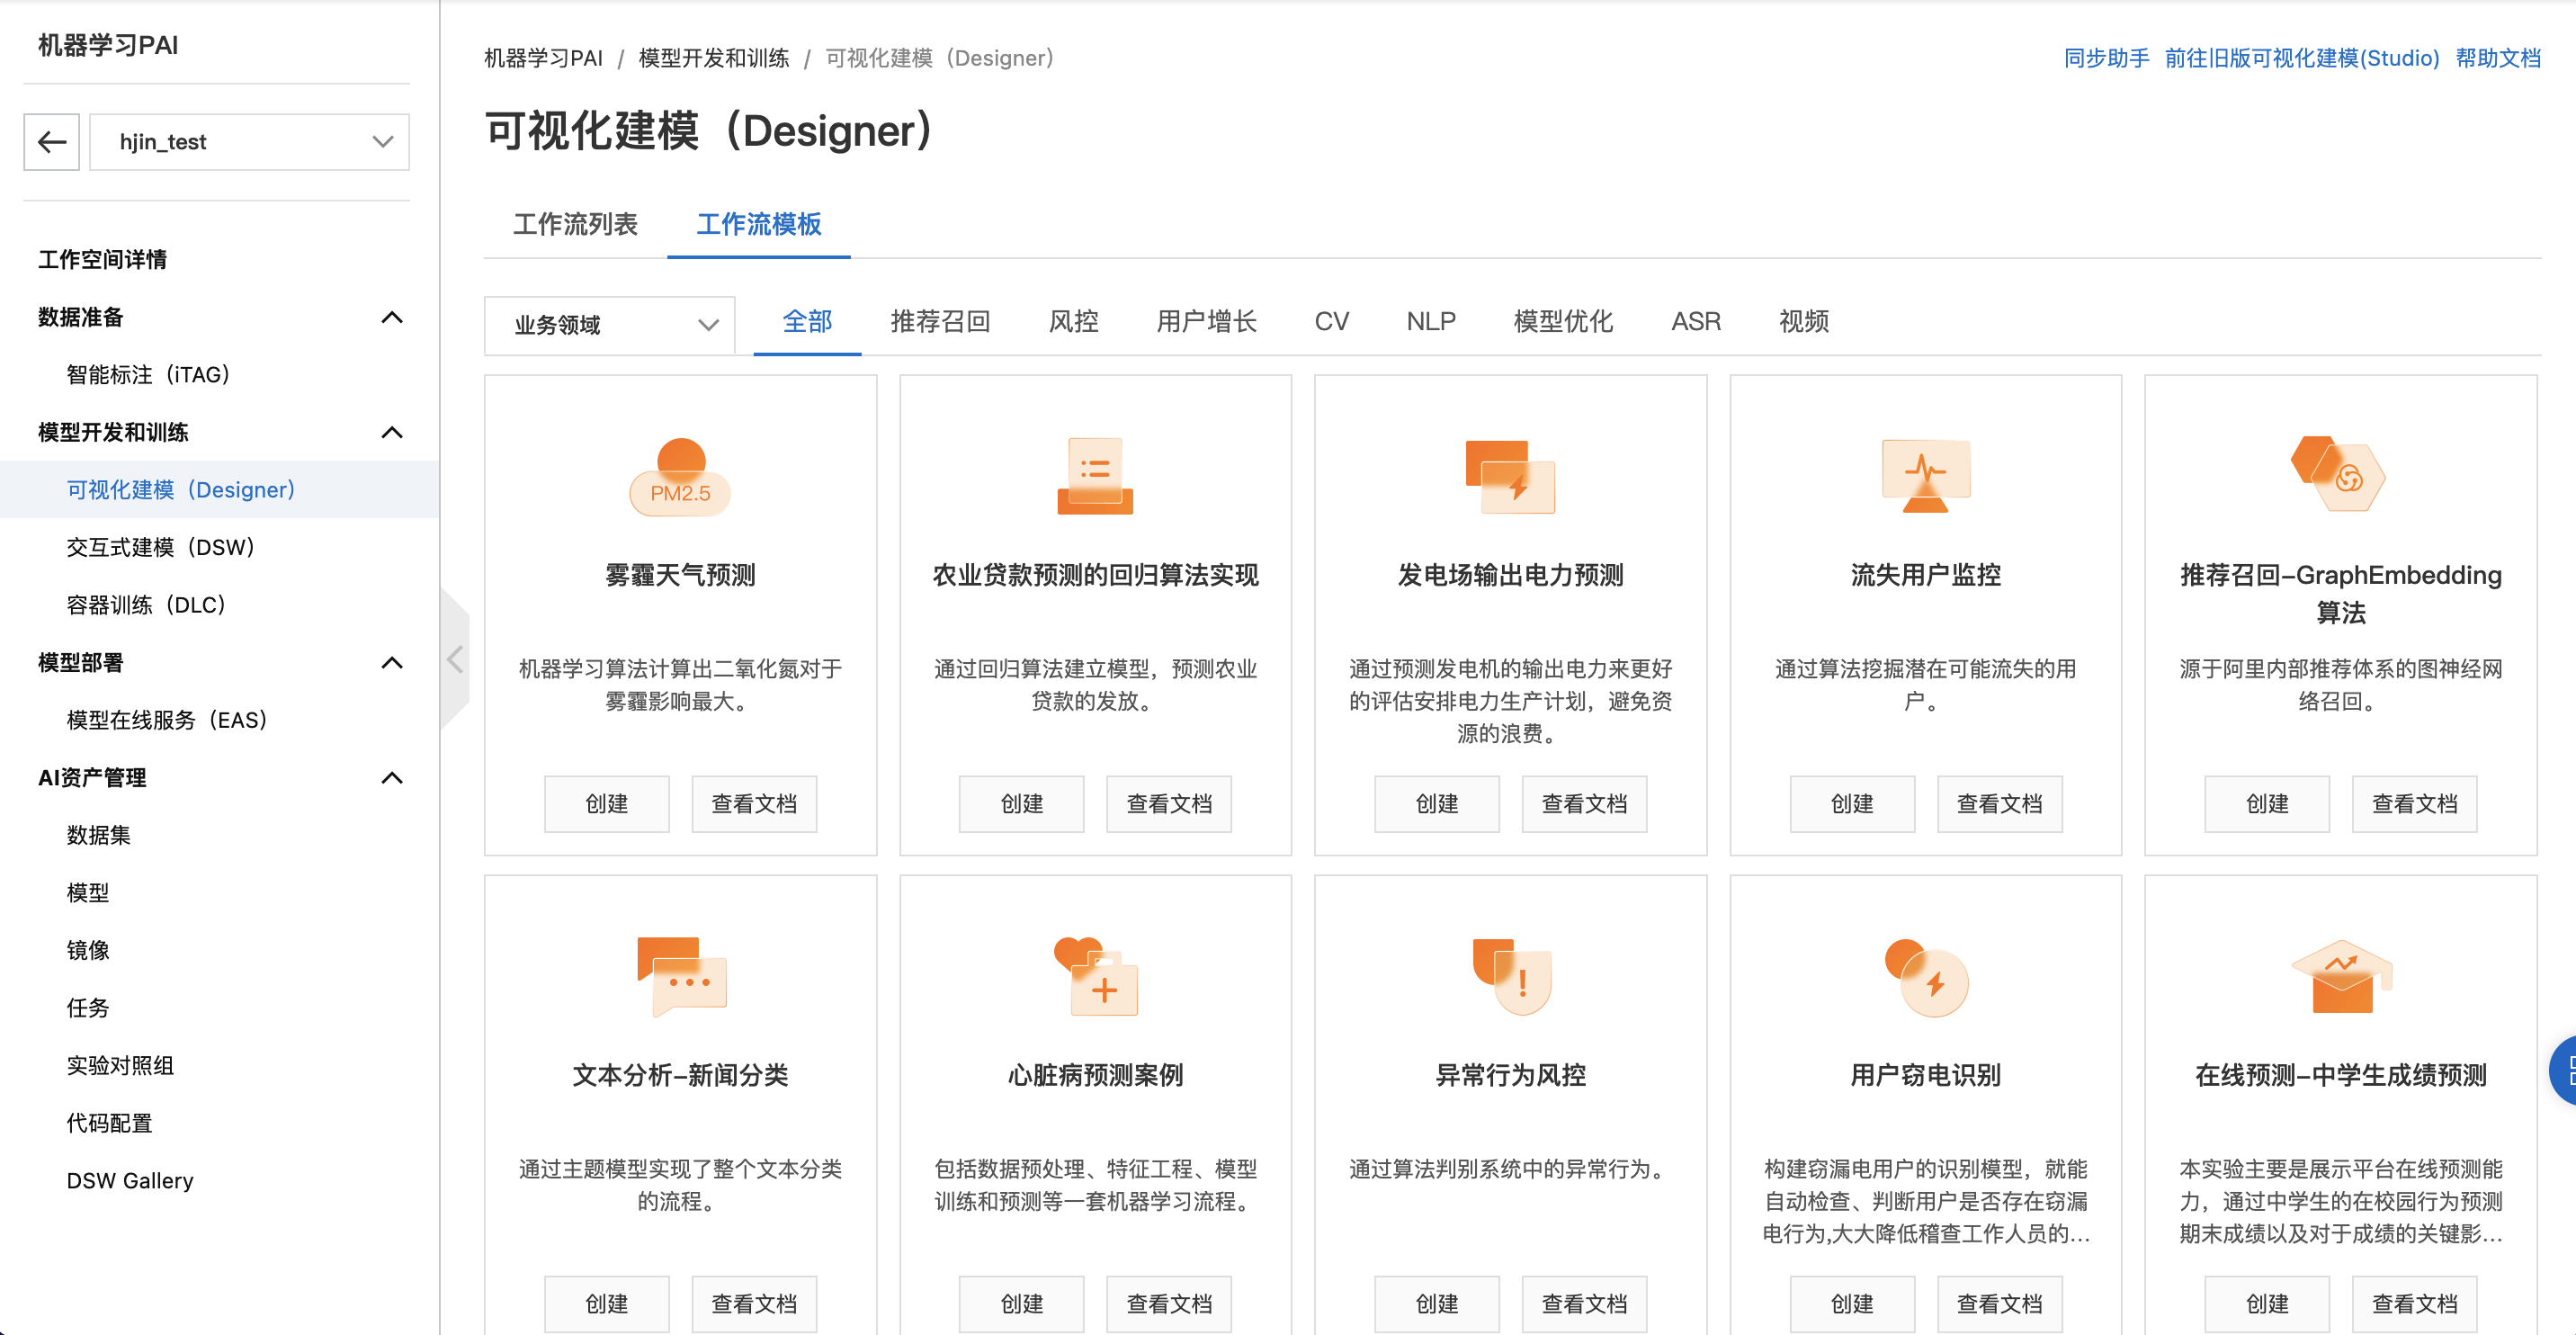 机器学习PAI
hjin_test
工作空间详情
数据准备
智能标注（iTAG）
模型开发和训练
可视化建模（Designer）
交互式建模（DSW）
容器训练（DLC）
模型部署
模型在线服务（EAS）
AI资产管理
数据集
模型
镜像
任务
实验对照组
代码配置
DSW Gallery
机器学习PAI / 模型开发和训练 / 可视化建模（Designer）
同步助手 前往旧版可视化建模(Studio) 帮助文档
可视化建模（Designer）
工作流列表 工作流模板
业务领域 全部 推荐召回 风控 用户增长 CV NLP 模型优化 ASR 视频
PM2.5
雾霾天气预测
机器学习算法计算出二氧化氮对于
雾霾影响最大。
创建 查看文档
农业贷款预测的回归算法实现
通过回归算法建立模型，预测农业
贷款的发放。
创建 查看文档
发电场输出电力预测
通过预测发电机的输出电力来更好
的评估安排电力生产计划，避免资
源的浪费。
创建 查看文档
流失用户监控
通过算法挖掘潜在可能流失的用
户。
创建 查看文档
推荐召回-GraphEmbedding
算法
源于阿里内部推荐体系的图神经网
络召回。
创建 查看文档
文本分析-新闻分类
通过主题模型实现了整个文本分类
的流程。
创建 查看文档
心脏病预测案例
包括数据预处理、特征工程、模型
训练和预测等一套机器学习流程。
创建 查看文档
异常行为风控
通过算法判别系统中的异常行为。
创建 查看文档
用户窃电识别
构建窃漏电用户的识别模型，就能
自动检查、判断用户是否存在窃漏
电行为,大大降低稽查工作人员的...
创建 查看文档
在线预测-中学生成绩预测
本实验主要是展示平台在线预测能
力，通过中学生的在校园行为预测
期末成绩以及对于成绩的关键影...
创建 查看文档